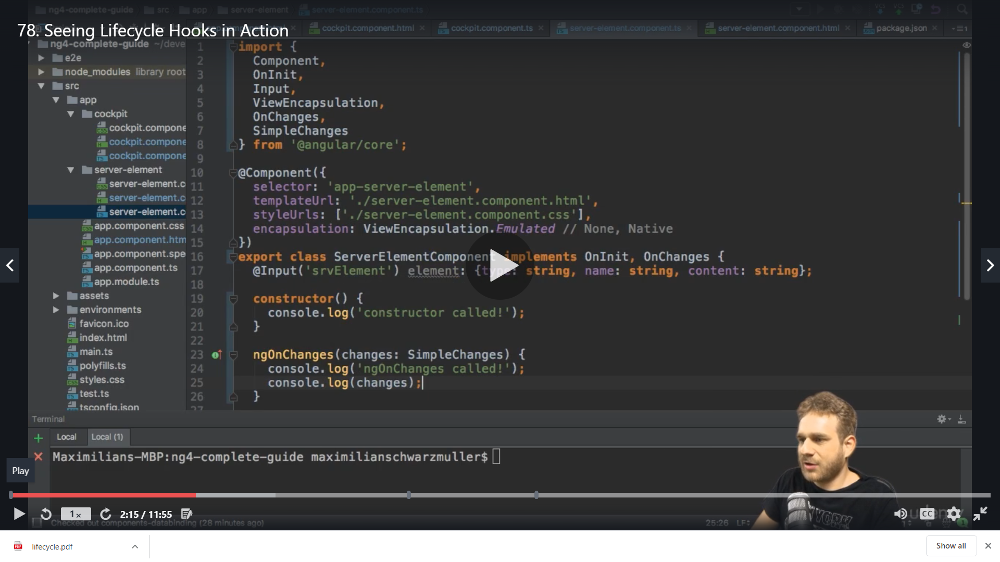 ng4-complete-guide src app server-element server-element.component.ts
78. Seeing Lifecycle Hooks in Action
cockpit.component.html cockpit.component.ts server-element.component.ts server-element.component.html package.json
ng4-complete-guide ~/deve
e2e
node_modules library root
src
app
cockpit
cockpit.compone
cockpit.compone
cockpit.compone
server-element
server-element.c
server-element.c
server-element.c
app.component.css
app.component.htm
app.component.spe
app.component.ts
app.module.ts
assets
environments
favicon.ico
index.html
main.ts
polyfills.ts
styles.css
test.ts
tsconfig.json
1 import {
2 Component,
3 OnInit,
4 Input,
5 ViewEncapsulation,
6 OnChanges,
7 SimpleChanges
8 } from '@angular/core';
9
10 @Component({
11 selector: 'app-server-element',
12 templateUrl: './server-element.component.html',
13 styleUrls: ['./server-element.component.css'],
14 encapsulation: ViewEncapsulation.Emulated // None, Native
15 })
16 export class ServerElementComponent implements OnInit, OnChanges {
17 @Input('srvElement') element: {type: string, name: string, content: string};
18
19 constructor() {
20 console.log('constructor called!');
21 }
22
23 ngOnChanges(changes: SimpleChanges) {
24 console.log('ngOnChanges called!');
25 console.log(changes);
26 }
27
Terminal
Local Local (1)
Maximilians-MBP:ng4-complete-guide maximilianschwarzmuller$
Play
1x 2:15 / 11:55 CC udemy
Checked out components-databinding (28 minutes ago) 25:26 LF
YORK
lifecycle.pdf Show all